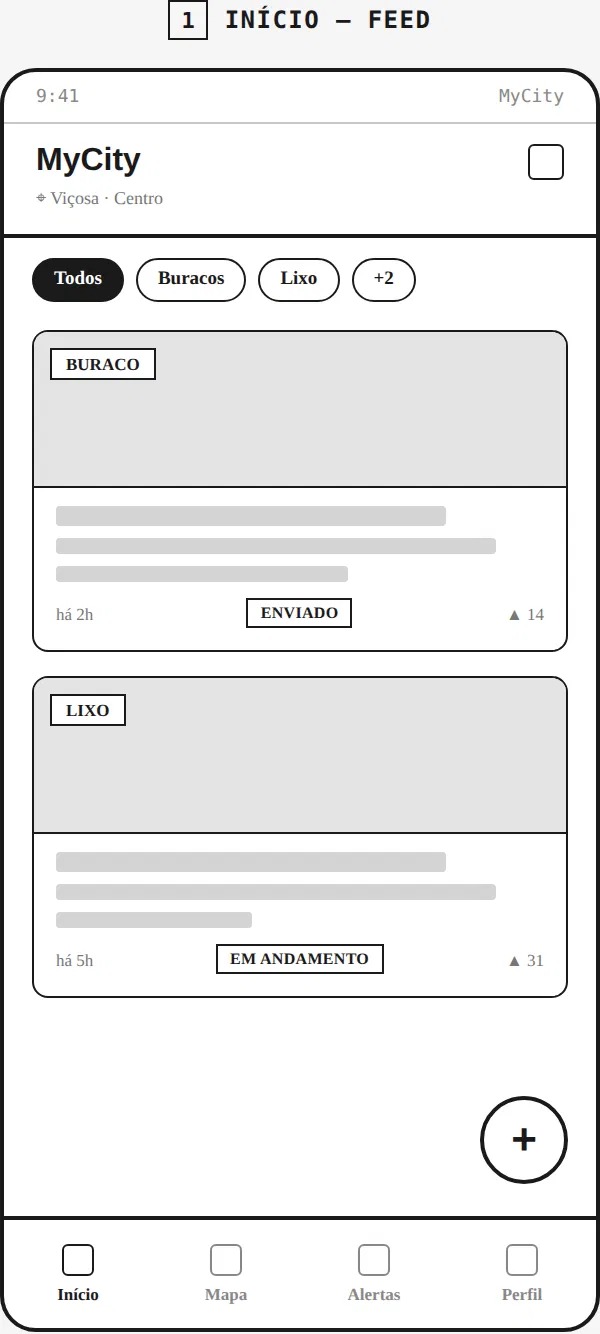 1 INÍCIO — FEED
9:41 MyCity
MyCity
⌖ Viçosa · Centro
Todos Buracos Lixo +2
BURACO
há 2h ENVIADO ▲ 14
LIXO
há 5h EM ANDAMENTO ▲ 31
+
Início Mapa Alertas Perfil